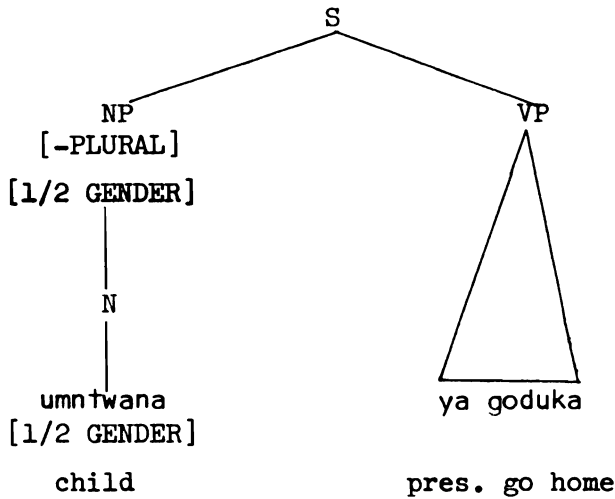 S
NP VP
[-PLURAL]
[1/2 GENDER]
N
umntwana ya goduka
[1/2 GENDER]
child pres. go home